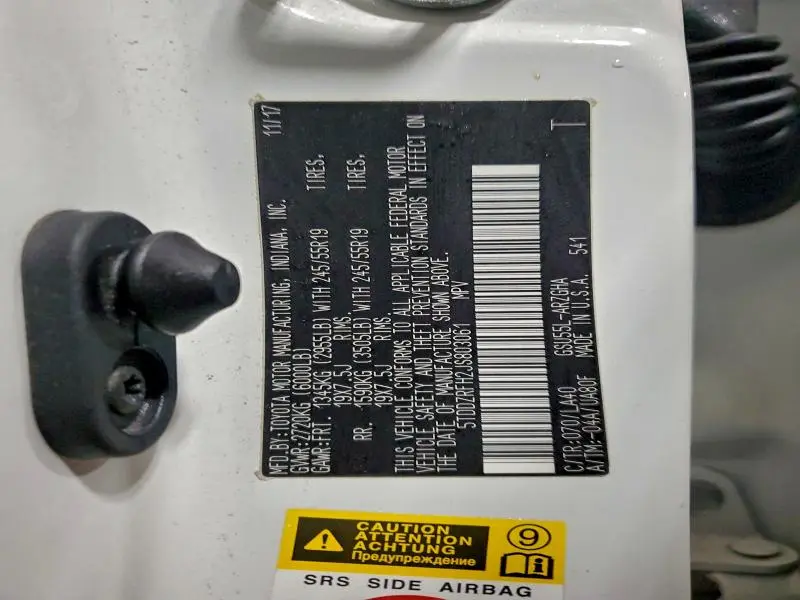 MFD.BY:TOYOTA MOTOR MANUFACTURING, INDIANA, INC. 11/17
GVWR:2720KG (6000LB)
GAWR:FRT. 1345KG (2955LB) WITH 245/55R19 TIRES,
19X7.5J RIMS.
RR. 1590KG (3505LB) WITH 245/55R19 TIRES,
19X7.5J RIMS.
THIS VEHICLE CONFORMS TO ALL APPLICABLE FEDERAL MOTOR
VEHICLE SAFETY AND THEFT PREVENTION STANDARDS IN EFFECT ON
THE DATE OF MANUFACTURE SHOWN ABOVE.
5TDDZRFH2JS803061 MPV
T
C/TR:070/LA40 GSU55L-ARZGHA
A/TM:-04A/UA80F MADE IN U.S.A. 541
CAUTION
ATTENTION
ACHTUNG
Предупреждение
9
SRS SIDE AIRBAG